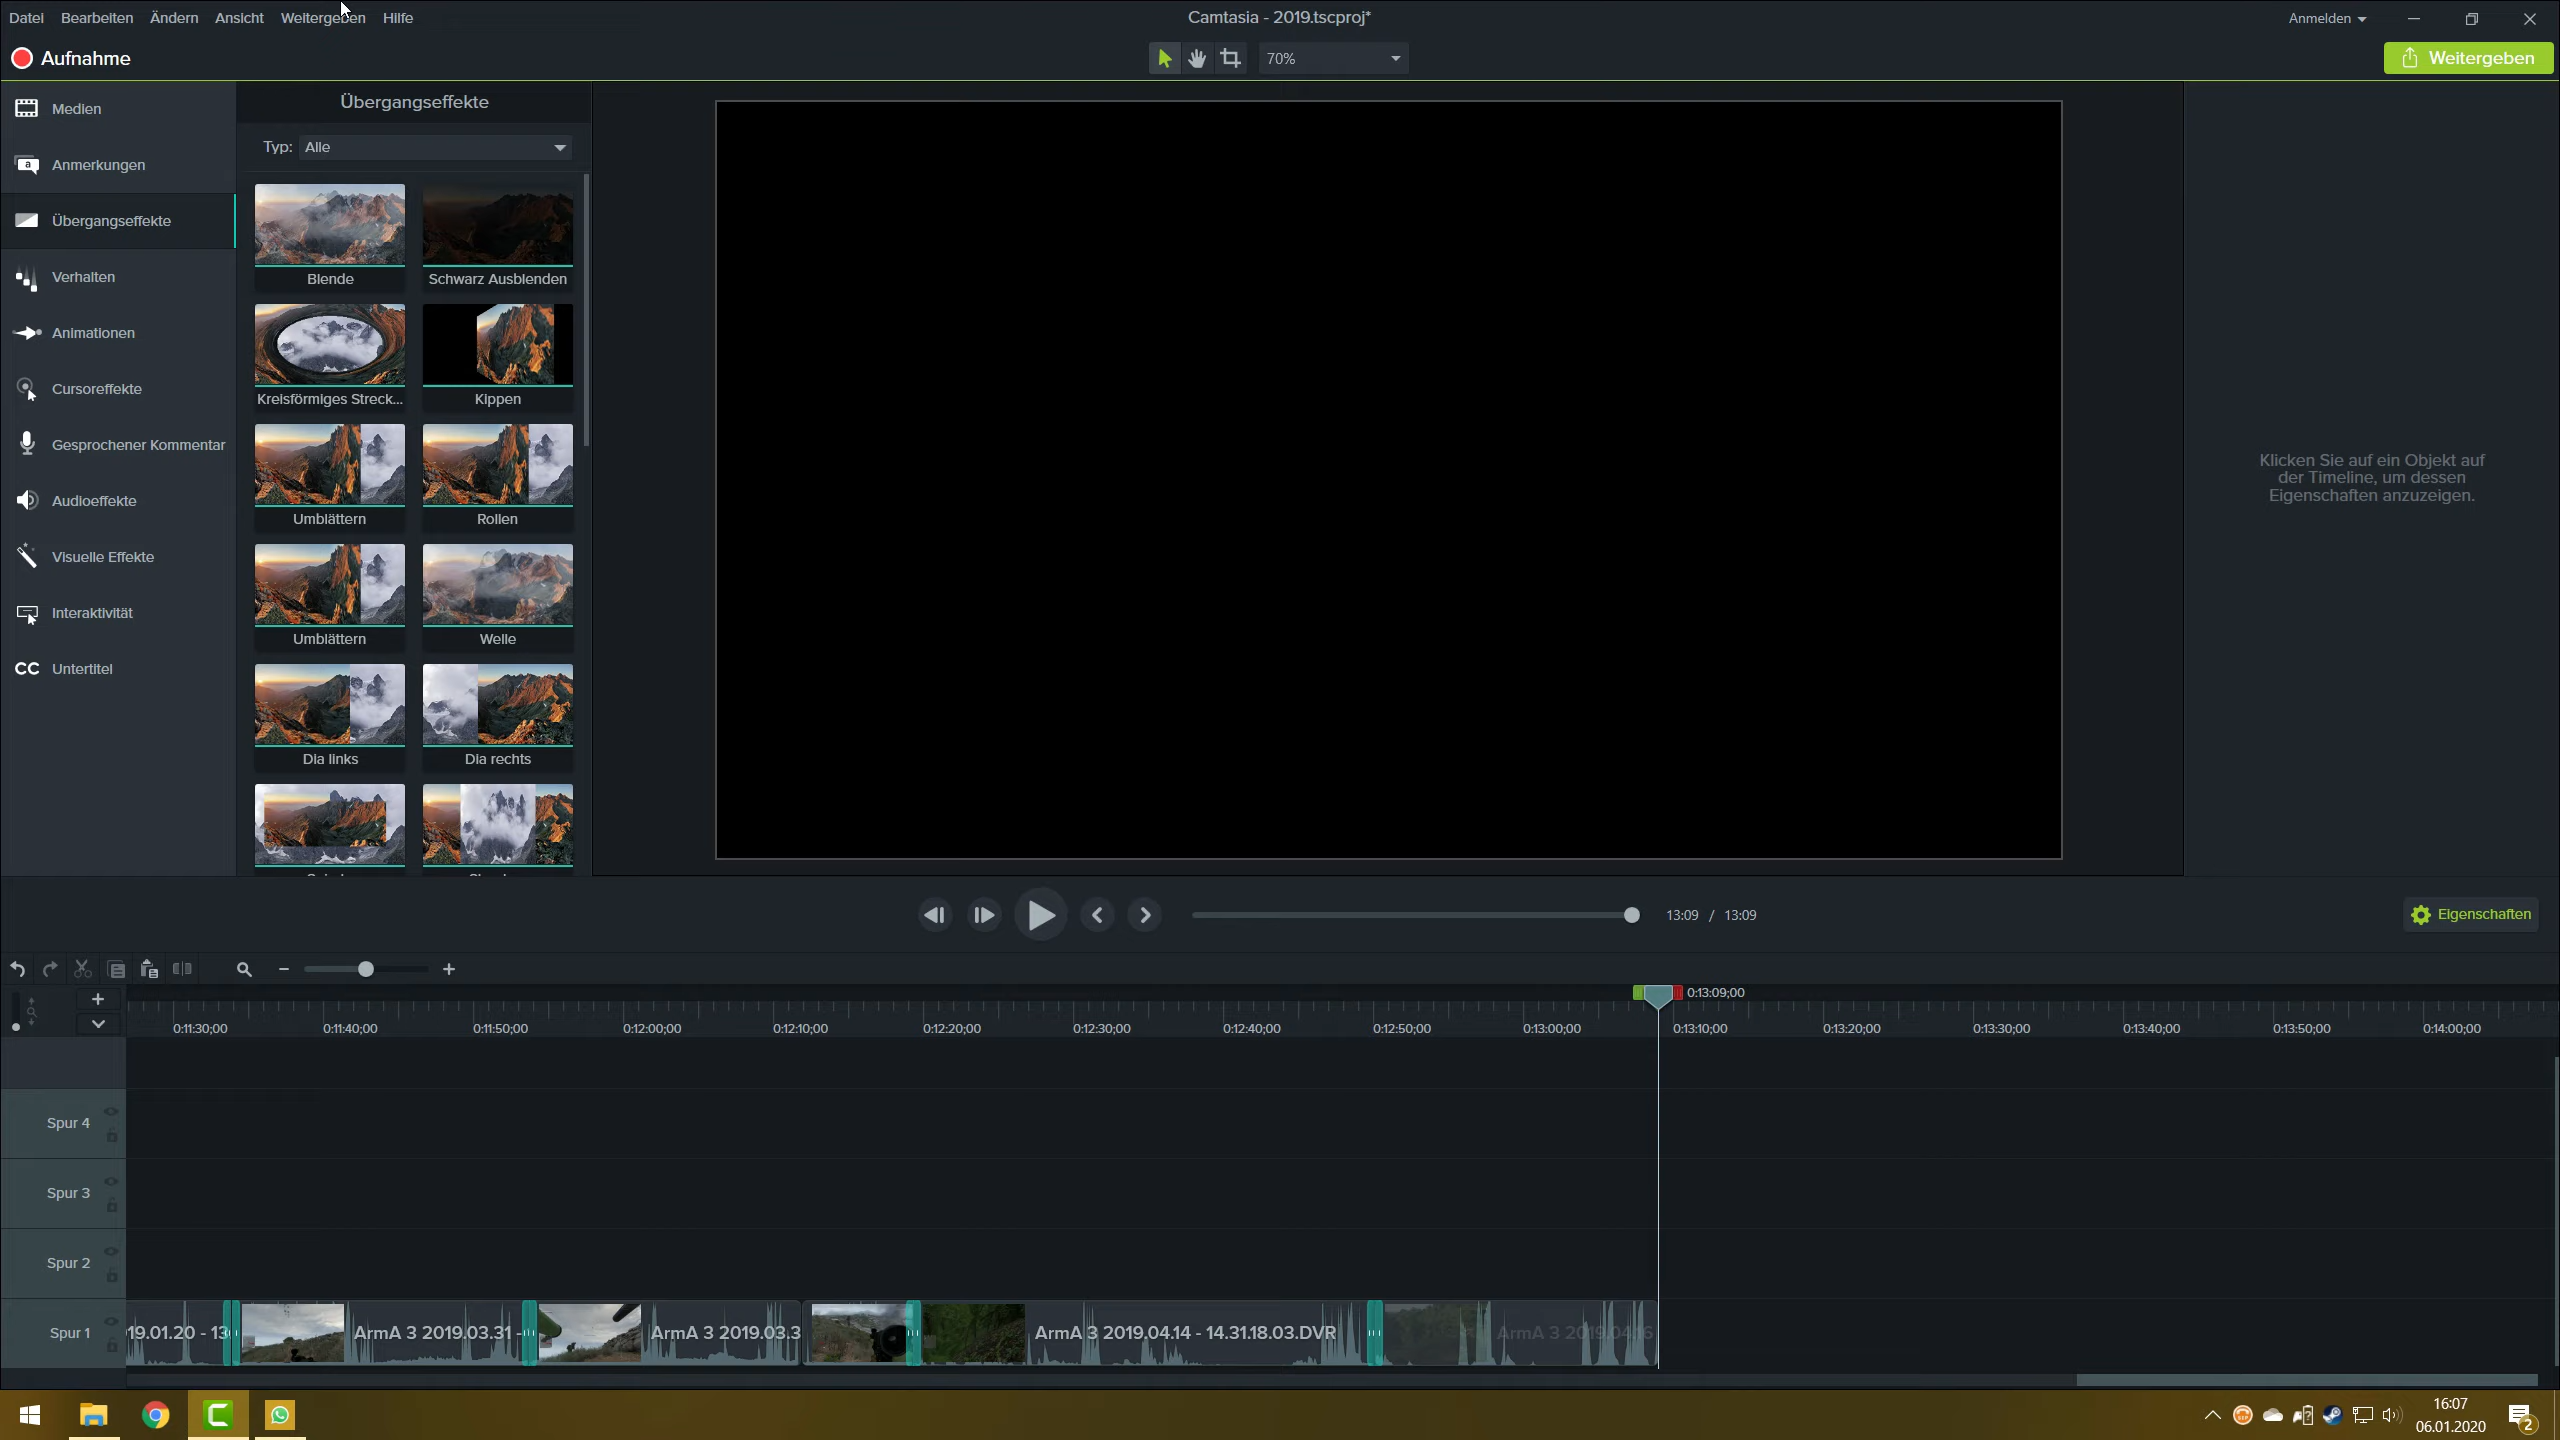 Datei Bearbeiten Ändern Ansicht Weitergeben Hilfe
Camtasia - 2019.tscproj*
Anmelden
Aufnahme
70%
Weitergeben
Medien
Anmerkungen
Übergangseffekte
Verhalten
Animationen
Cursoreffekte
Gesprochener Kommentar
Audioeffekte
Visuelle Effekte
Interaktivität
CC Untertitel
Übergangseffekte
Typ: Alle
Blende
Schwarz Ausblenden
Kreisförmiges Streck...
Kippen
Umblättern
Rollen
Umblättern
Welle
Dia links
Dia rechts
Klicken Sie auf ein Objekt auf
der Timeline, um dessen
Eigenschaften anzuzeigen.
13:09 / 13:09
Eigenschaften
0:13:09;00
0:11:30;00 0:11:40;00 0:11:50;00 0:12:00;00 0:12:10;00 0:12:20;00 0:12:30;00 0:12:40;00 0:12:50;00 0:13:00;00 0:13:10;00 0:13:20;00 0:13:30;00 0:13:40;00 0:13:50;00 0:14:00;00
Spur 4
Spur 3
Spur 2
Spur 1
19.01.20 - 13
ArmA 3 2019.03.31 -
ArmA 3 2019.03.3
ArmA 3 2019.04.14 - 14.31.18.03.DVR
ArmA 3 2019.04.16
16:07
06.01.2020
2